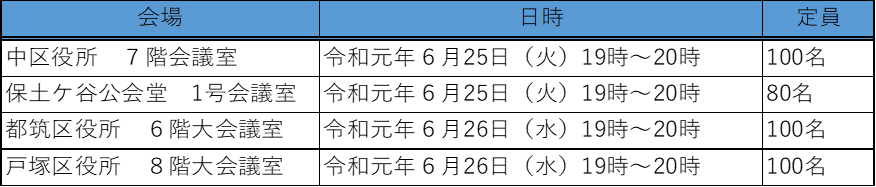 会場 日時 定員
中区役所　７階会議室 令和元年６月25日（火）19時～20時 100名
保土ケ谷公会堂　1号会議室 令和元年６月25日（火）19時～20時 80名
都筑区役所　６階大会議室 令和元年６月26日（水）19時～20時 100名
戸塚区役所　８階大会議室 令和元年６月26日（水）19時～20時 100名